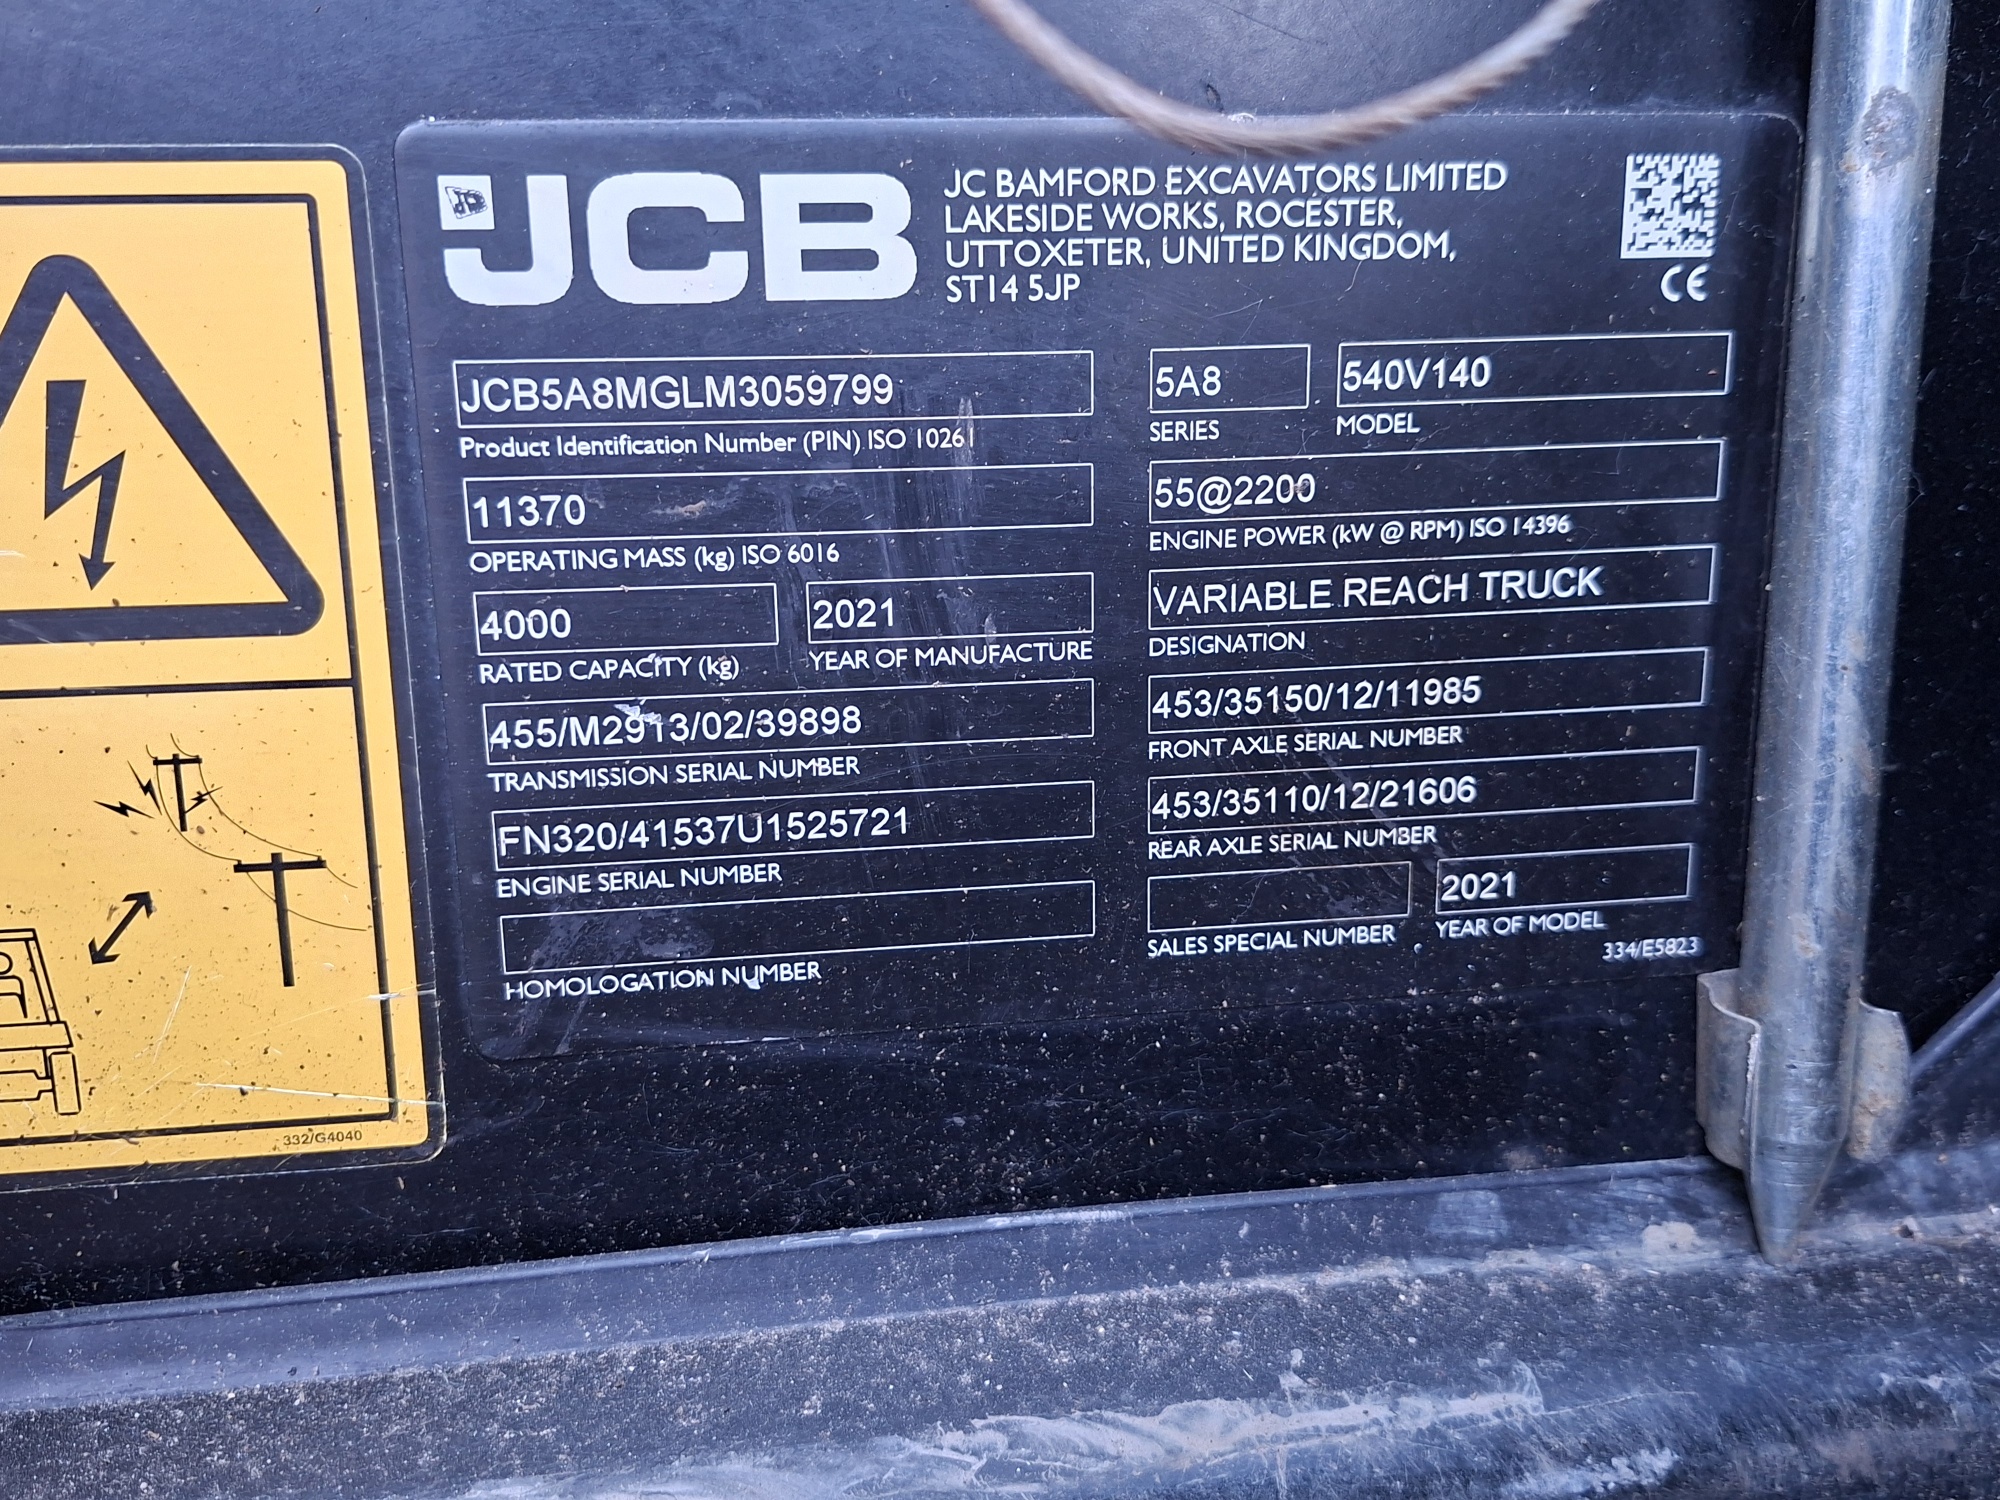 JCB
JC BAMFORD EXCAVATORS LIMITED
LAKESIDE WORKS, ROCESTER,
UTTOXETER, UNITED KINGDOM,
ST14 5JP
CE
JCB5A8MGLM3059799
Product Identification Number (PIN) ISO 10261
5A8
SERIES
540V140
MODEL
11370
OPERATING MASS (kg) ISO 6016
55@2200
ENGINE POWER (kW @ RPM) ISO 14396
4000
RATED CAPACITY (kg)
2021
YEAR OF MANUFACTURE
VARIABLE REACH TRUCK
DESIGNATION
455/M2913/02/39898
TRANSMISSION SERIAL NUMBER
453/35150/12/11985
FRONT AXLE SERIAL NUMBER
FN320/41537U1525721
ENGINE SERIAL NUMBER
453/35110/12/21606
REAR AXLE SERIAL NUMBER
HOMOLOGATION NUMBER
SALES SPECIAL NUMBER
2021
YEAR OF MODEL
334/E5823
332/G4040